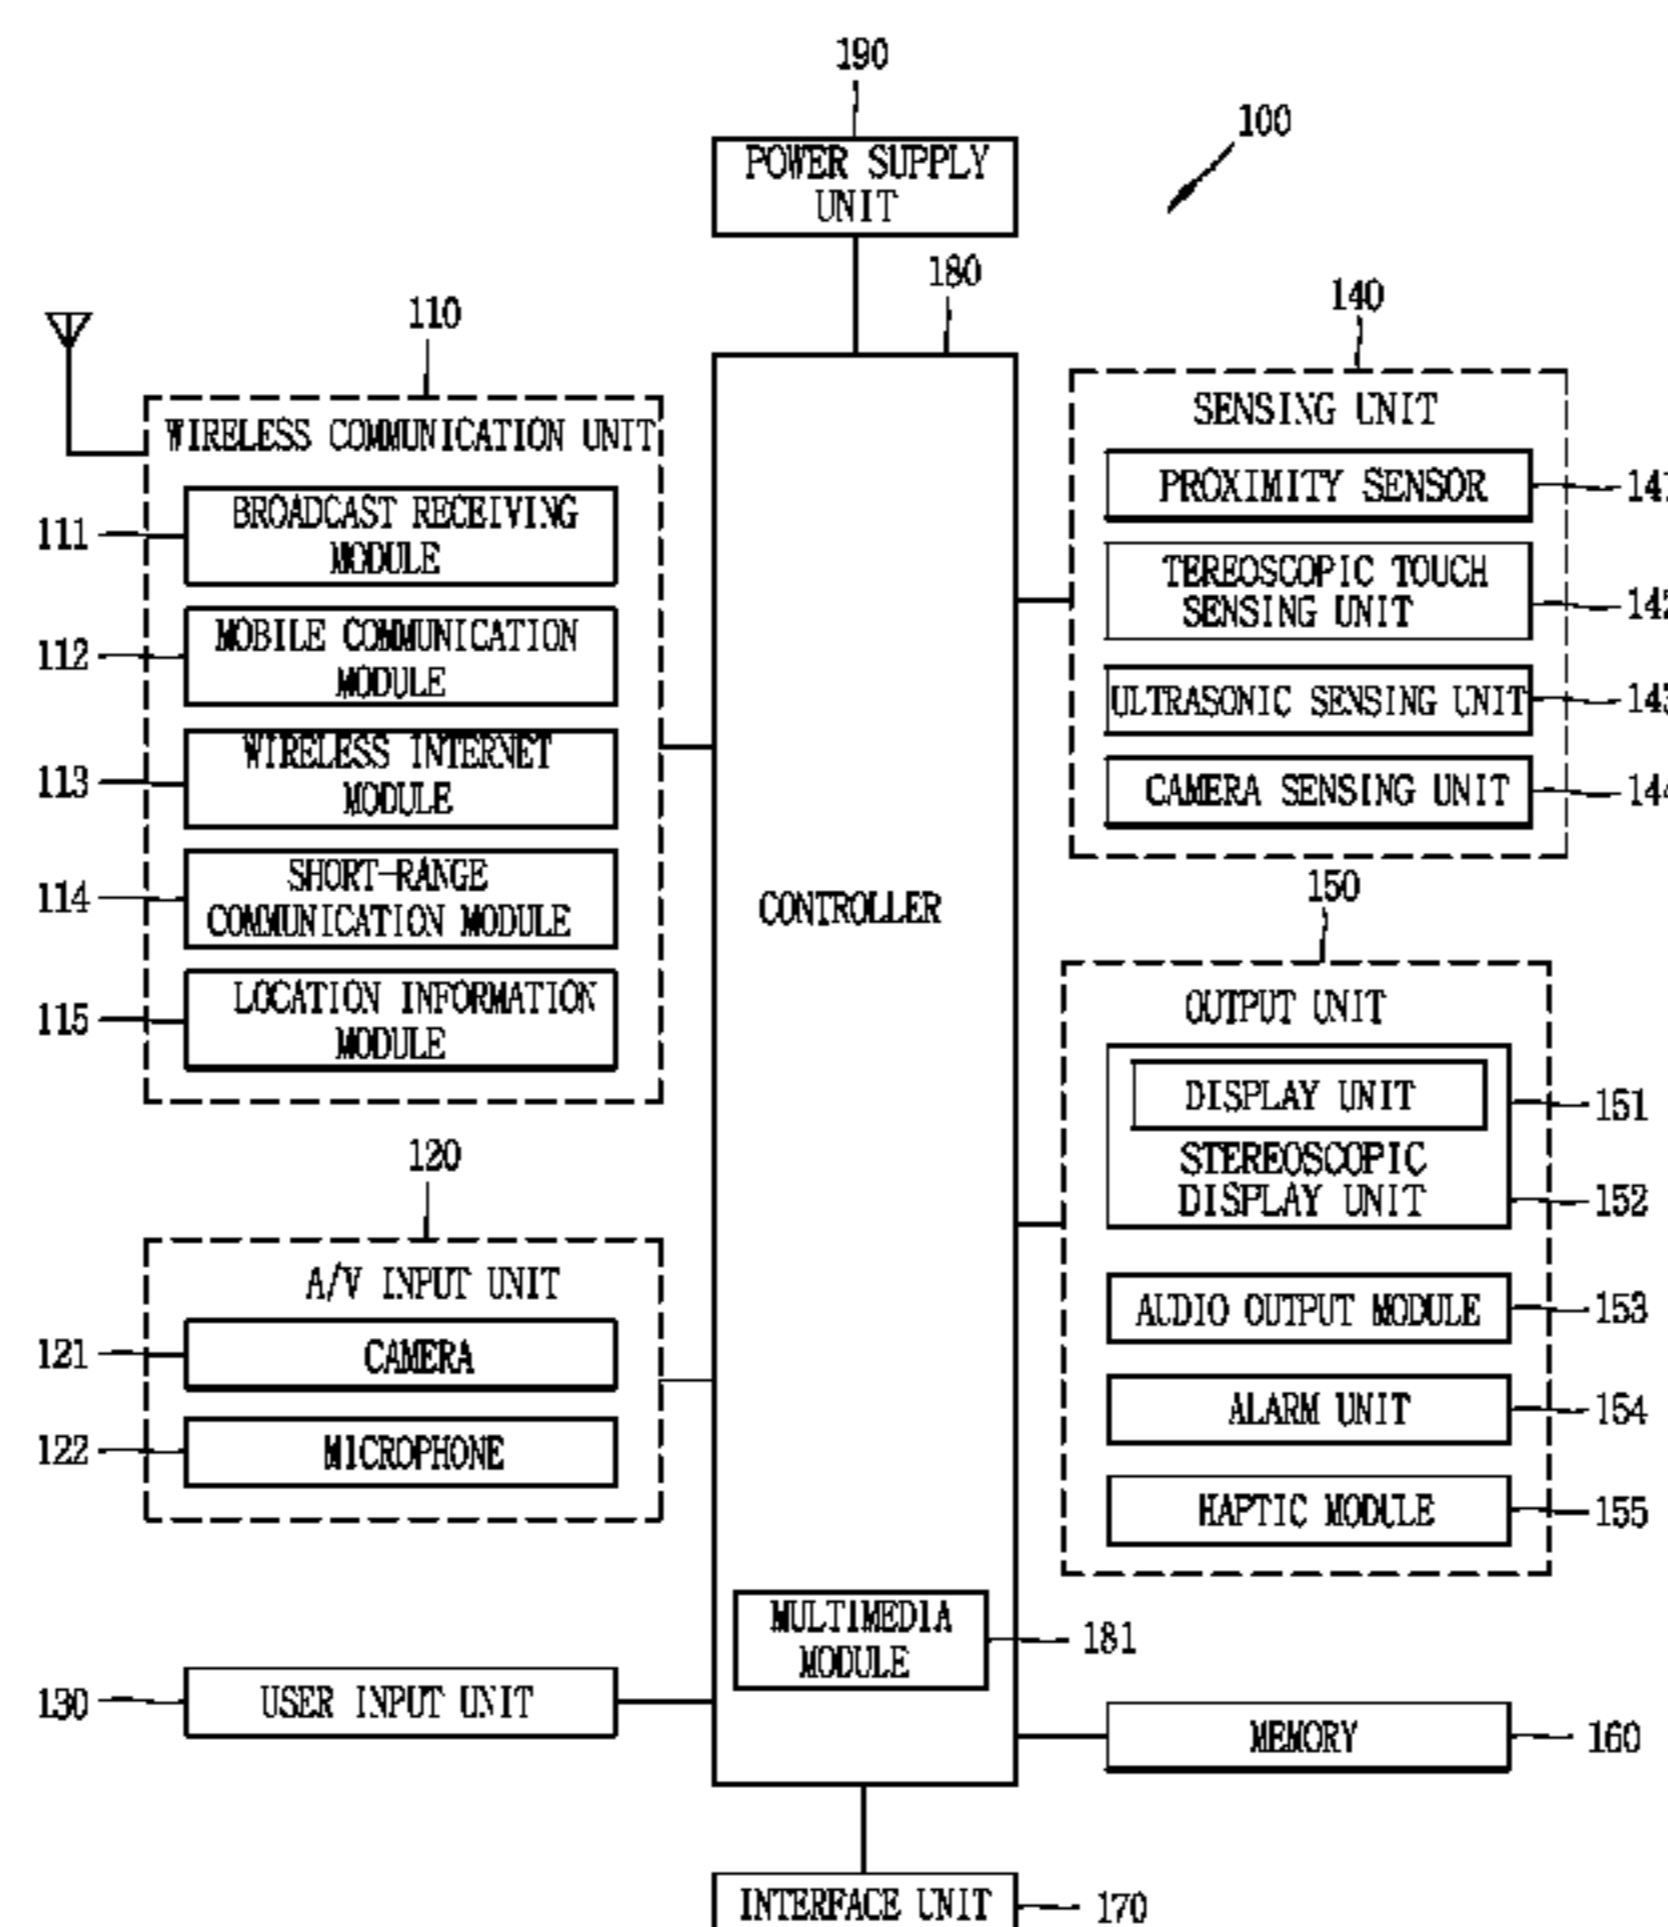 190
100
POWER SUPPLY
UNIT
180
110
140
WIRELESS COMMUNICATION UNIT
SENSING UNIT
111
BROADCAST RECEIVING
MODULE
PROXIMITY SENSOR
141
112
MOBILE COMMUNICATION
MODULE
TEREOSCOPIC TOUCH
SENSING UNIT
142
113
WIRELESS INTERNET
MODULE
ULTRASONIC SENSING UNIT
143
CAMERA SENSING UNIT
144
114
SHORT-RANGE
COMMUNICATION MODULE
CONTROLLER
150
115
LOCATION INFORMATION
MODULE
OUTPUT UNIT
DISPLAY UNIT
151
STEREOSCOPIC
DISPLAY UNIT
152
120
A/V INPUT UNIT
121
CAMERA
AUDIO OUTPUT MODULE
153
122
MICROPHONE
ALARM UNIT
154
HAPTIC MODULE
155
MULTIMEDIA
MODULE
181
130
USER INPUT UNIT
MEMORY
160
INTERFACE UNIT
170